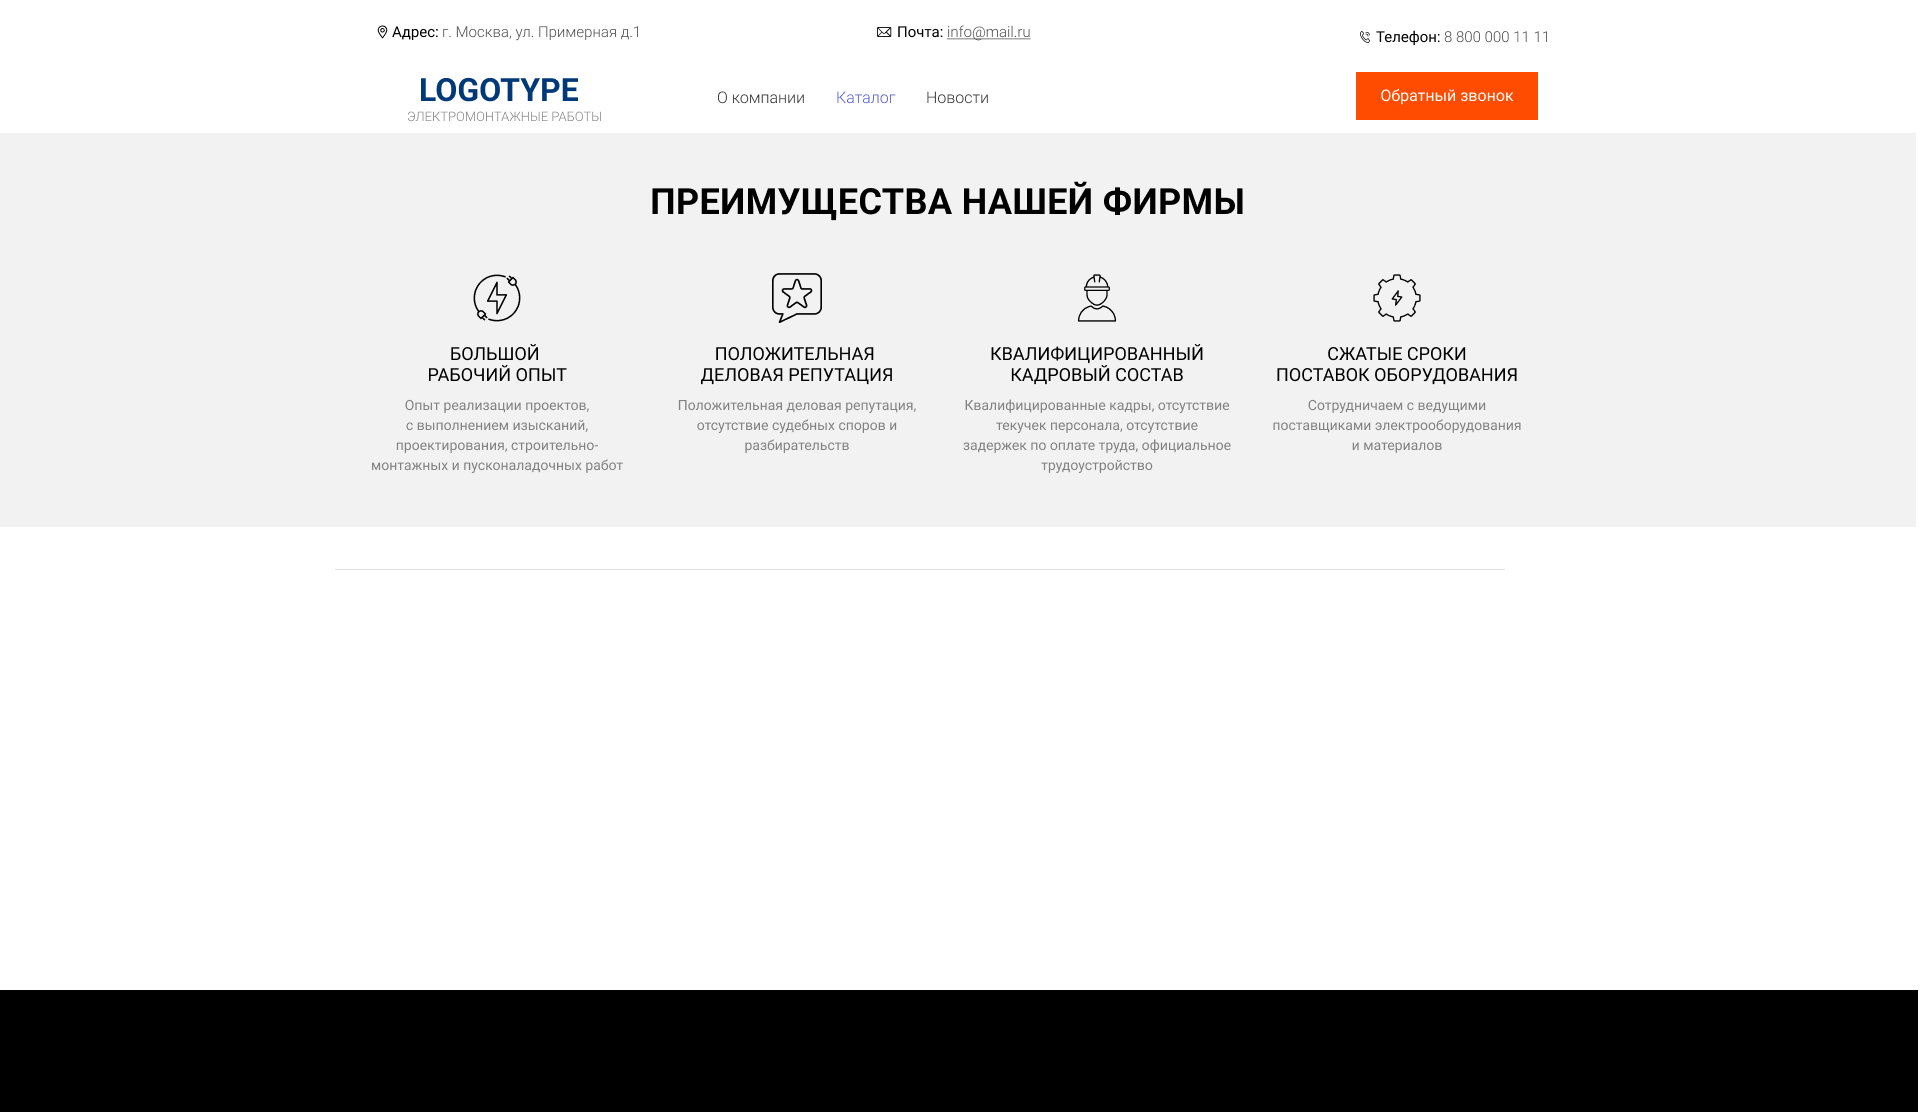 Адрес: г. Москва, ул. Примерная д.1
Почта: info@mail.ru
Телефон: 8 800 000 11 11
LOGOTYPE
ЭЛЕКТРОМОНТАЖНЫЕ РАБОТЫ
О компании
Каталог
Новости
Обратный звонок
ПРЕИМУЩЕСТВА НАШЕЙ ФИРМЫ
БОЛЬШОЙ
РАБОЧИЙ ОПЫТ
Опыт реализации проектов,
с выполнением изысканий,
проектирования, строительно-
монтажных и пусконаладочных работ
ПОЛОЖИТЕЛЬНАЯ
ДЕЛОВАЯ РЕПУТАЦИЯ
Положительная деловая репутация,
отсутствие судебных споров и
разбирательств
КВАЛИФИЦИРОВАННЫЙ
КАДРОВЫЙ СОСТАВ
Квалифицированные кадры, отсутствие
текучек персонала, отсутствие
задержек по оплате труда, официальное
трудоустройство
СЖАТЫЕ СРОКИ
ПОСТАВОК ОБОРУДОВАНИЯ
Сотрудничаем с ведущими
поставщиками электрооборудования
и материалов